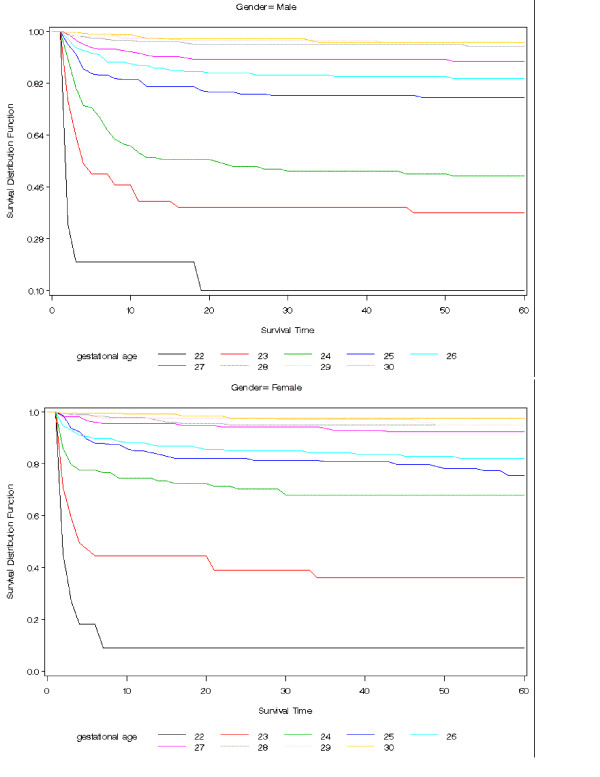 Gender= Male
1.00
0.82
0.64
0.46
0.28
0.10
Survival Distribution Function
0 10 20 30 40 50 60
Survival Time
gestational age 22 23 24 25 26
27 28 29 30
Gender= Female
1.0
0.8
0.6
0.4
0.2
0.0
Survival Distribution Function
0 10 20 30 40 50 60
Survival Time
gestational age 22 23 24 25 26
27 28 29 30